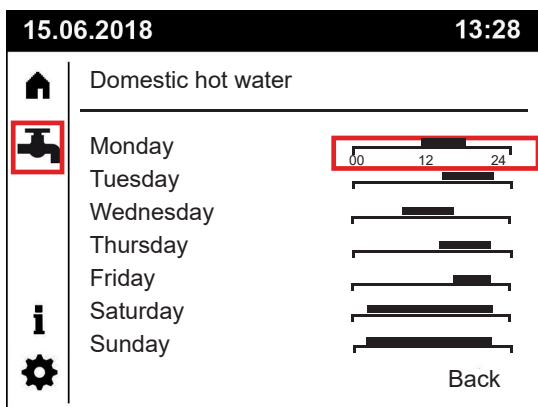 15.06.2018 13:28
Domestic hot water
Monday
00 12 24
Tuesday
Wednesday
Thursday
Friday
Saturday
Sunday
Back